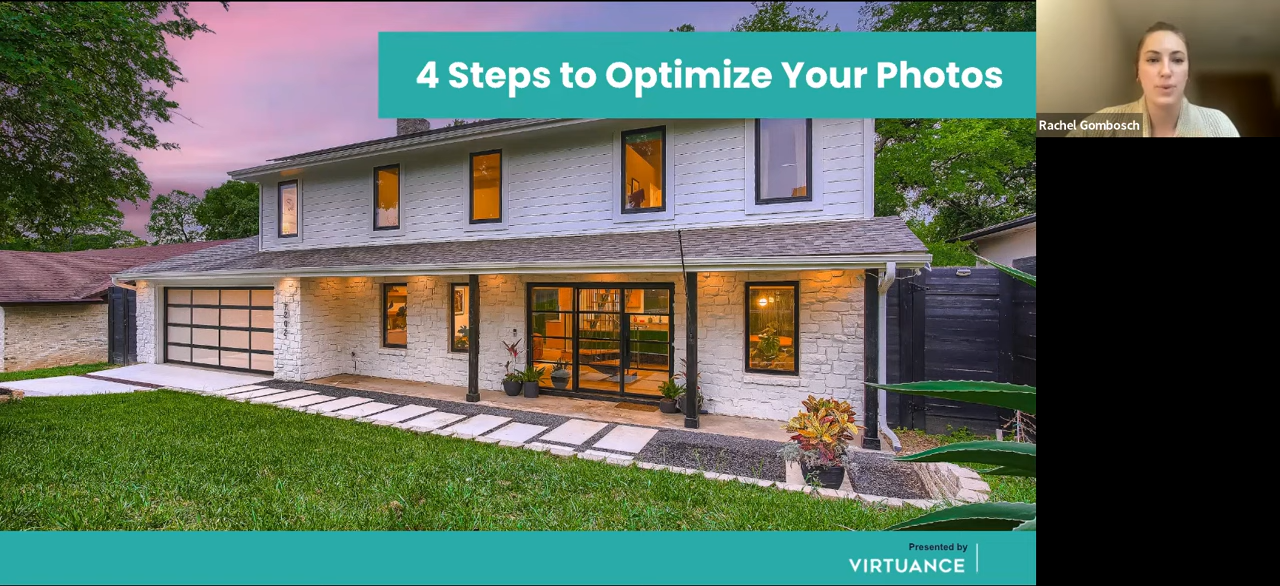 4 Steps to Optimize Your Photos
Rachel Gombosch
Presented by
VIRTUANCE